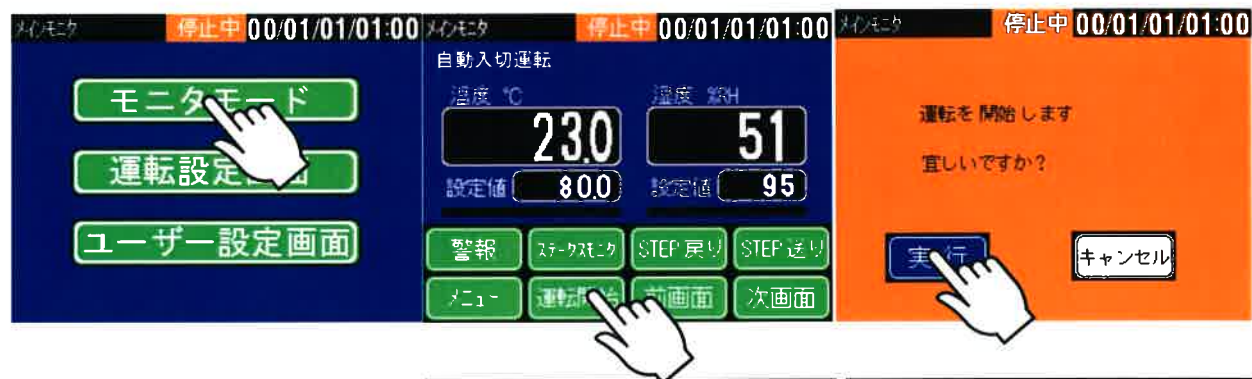 メインモニタ 停止中 00/01/01/01:00
モニタモード
運転設定画面
ユーザー設定画面
メインモニタ 停止中 00/01/01/01:00
自動入切運転
温度 ℃ 湿度 %RH
23.0 51
設定値 80.0 設定値 95
警報 ステータスモニタ STEP戻り STEP送り
メニュー 運転開始 前画面 次画面
メインモニタ 停止中 00/01/01/01:00
運転を開始します
宜しいですか?
実行 キャンセル